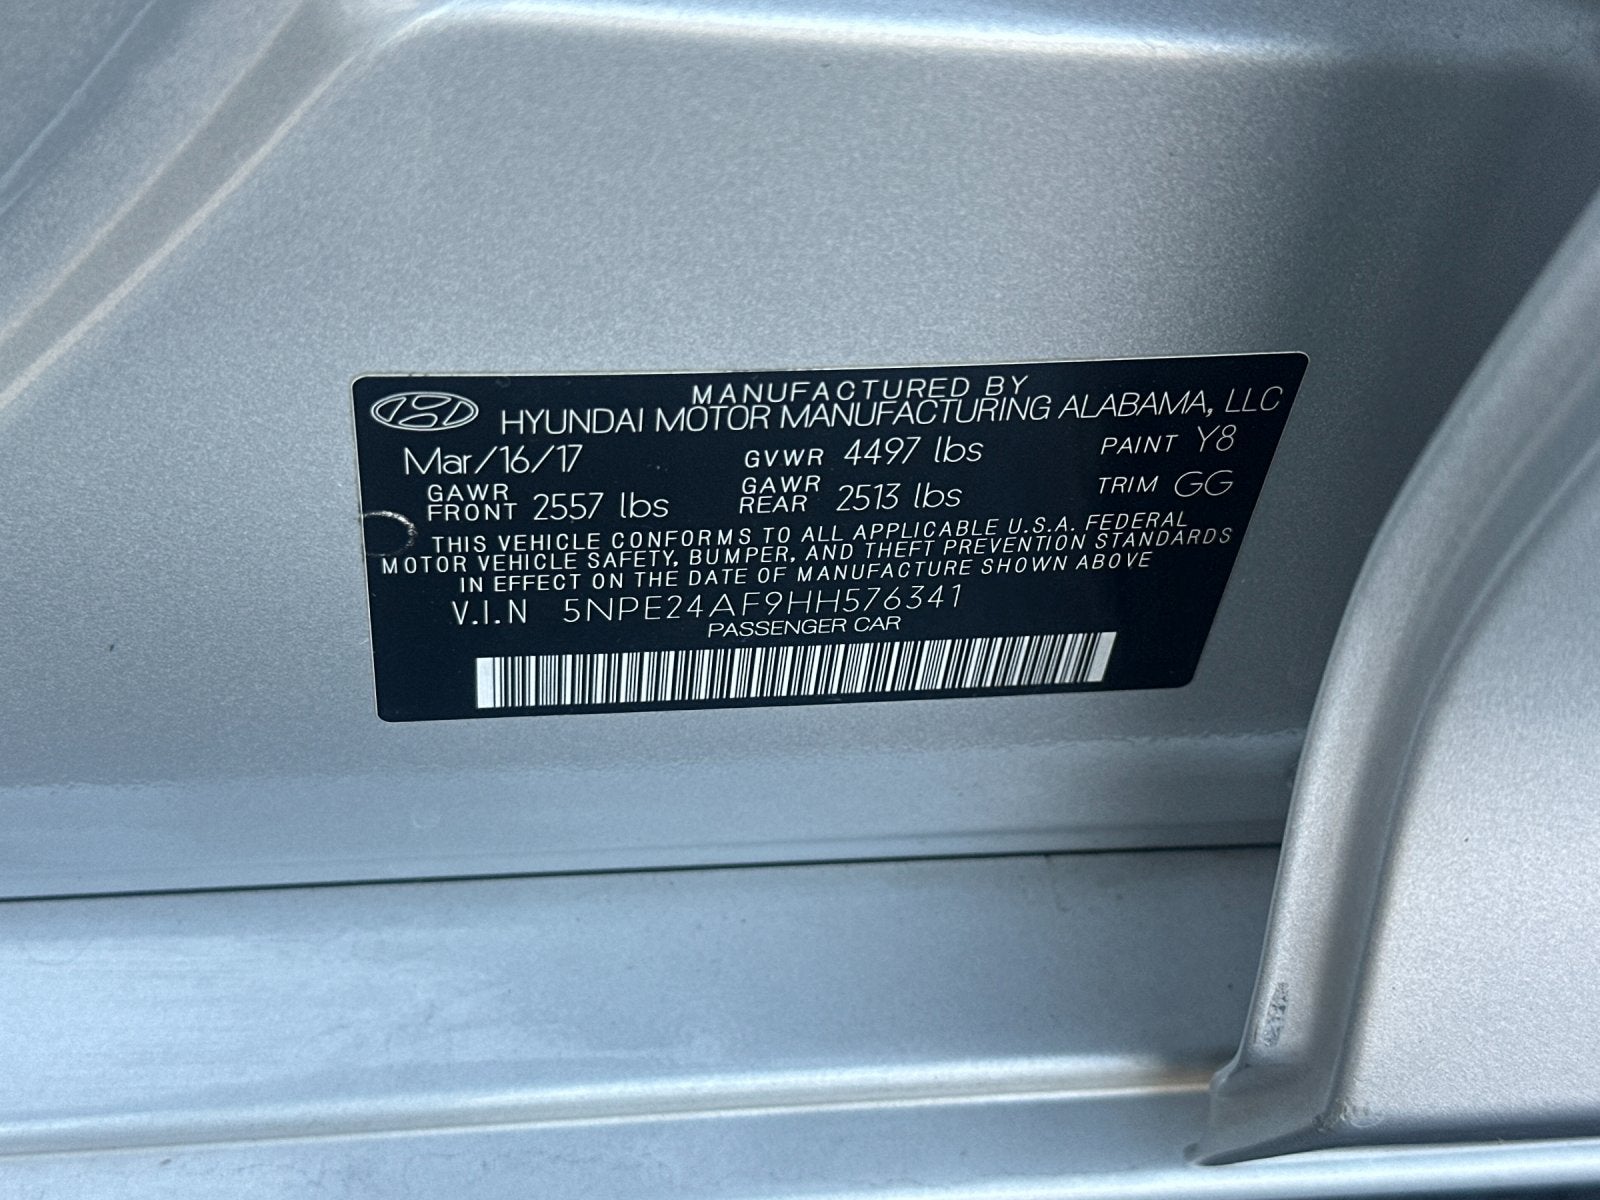 MANUFACTURED BY
HYUNDAI MOTOR MANUFACTURING ALABAMA, LLC
Mar/16/17 GVWR 4497 lbs PAINT Y8
GAWR FRONT 2557 lbs GAWR REAR 2513 lbs TRIM GG
THIS VEHICLE CONFORMS TO ALL APPLICABLE U.S.A. FEDERAL
MOTOR VEHICLE SAFETY, BUMPER, AND THEFT PREVENTION STANDARDS
IN EFFECT ON THE DATE OF MANUFACTURE SHOWN ABOVE
V.I.N 5NPE24AF9HH576341
PASSENGER CAR